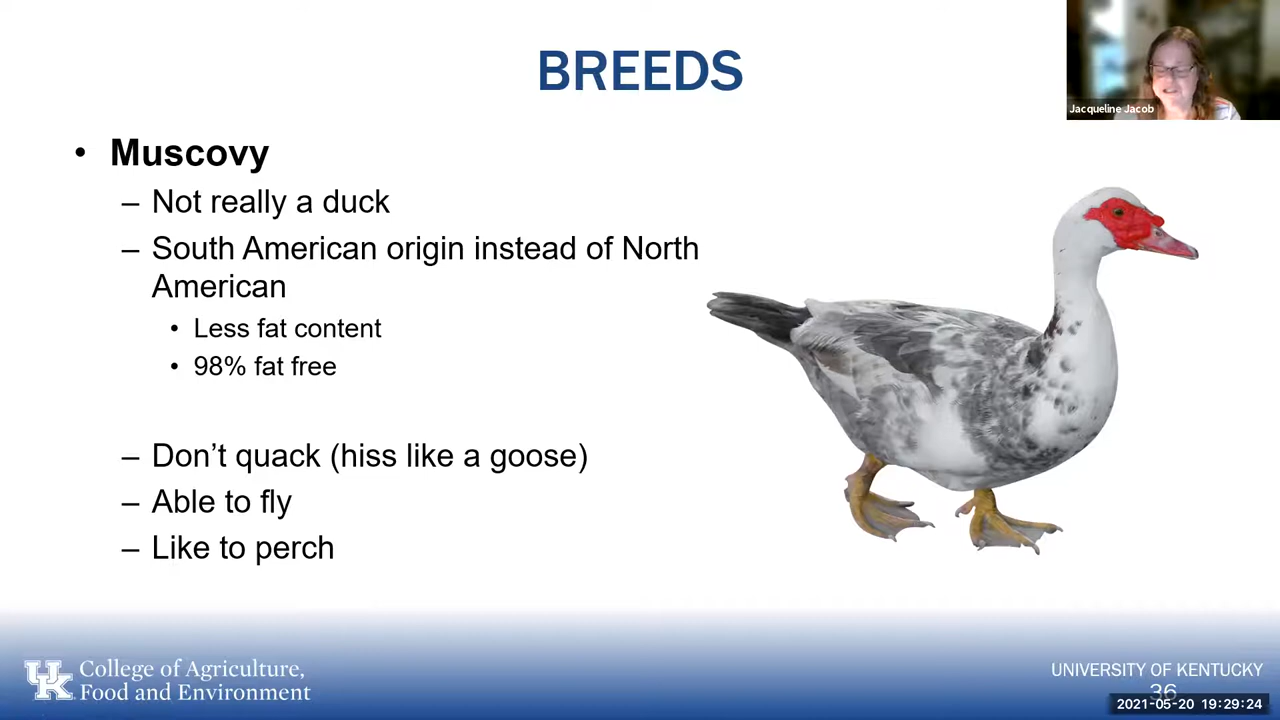 BREEDS
Jacqueline Jacob
• Muscovy
– Not really a duck
– South American origin instead of North
American
• Less fat content
• 98% fat free
– Don’t quack (hiss like a goose)
– Able to fly
– Like to perch
UK College of Agriculture,
Food and Environment
UNIVERSITY OF KENTUCKY
36
2021-05-20 19:29:24